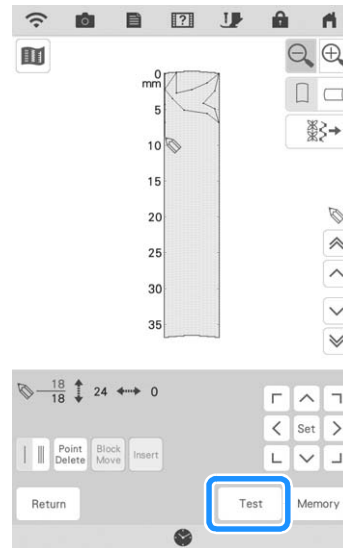 0
mm
5
10
15
20
25
30
35
18
18
24
0
Point
Delete
Block
Move
Insert
Set
Return
Test
Memory